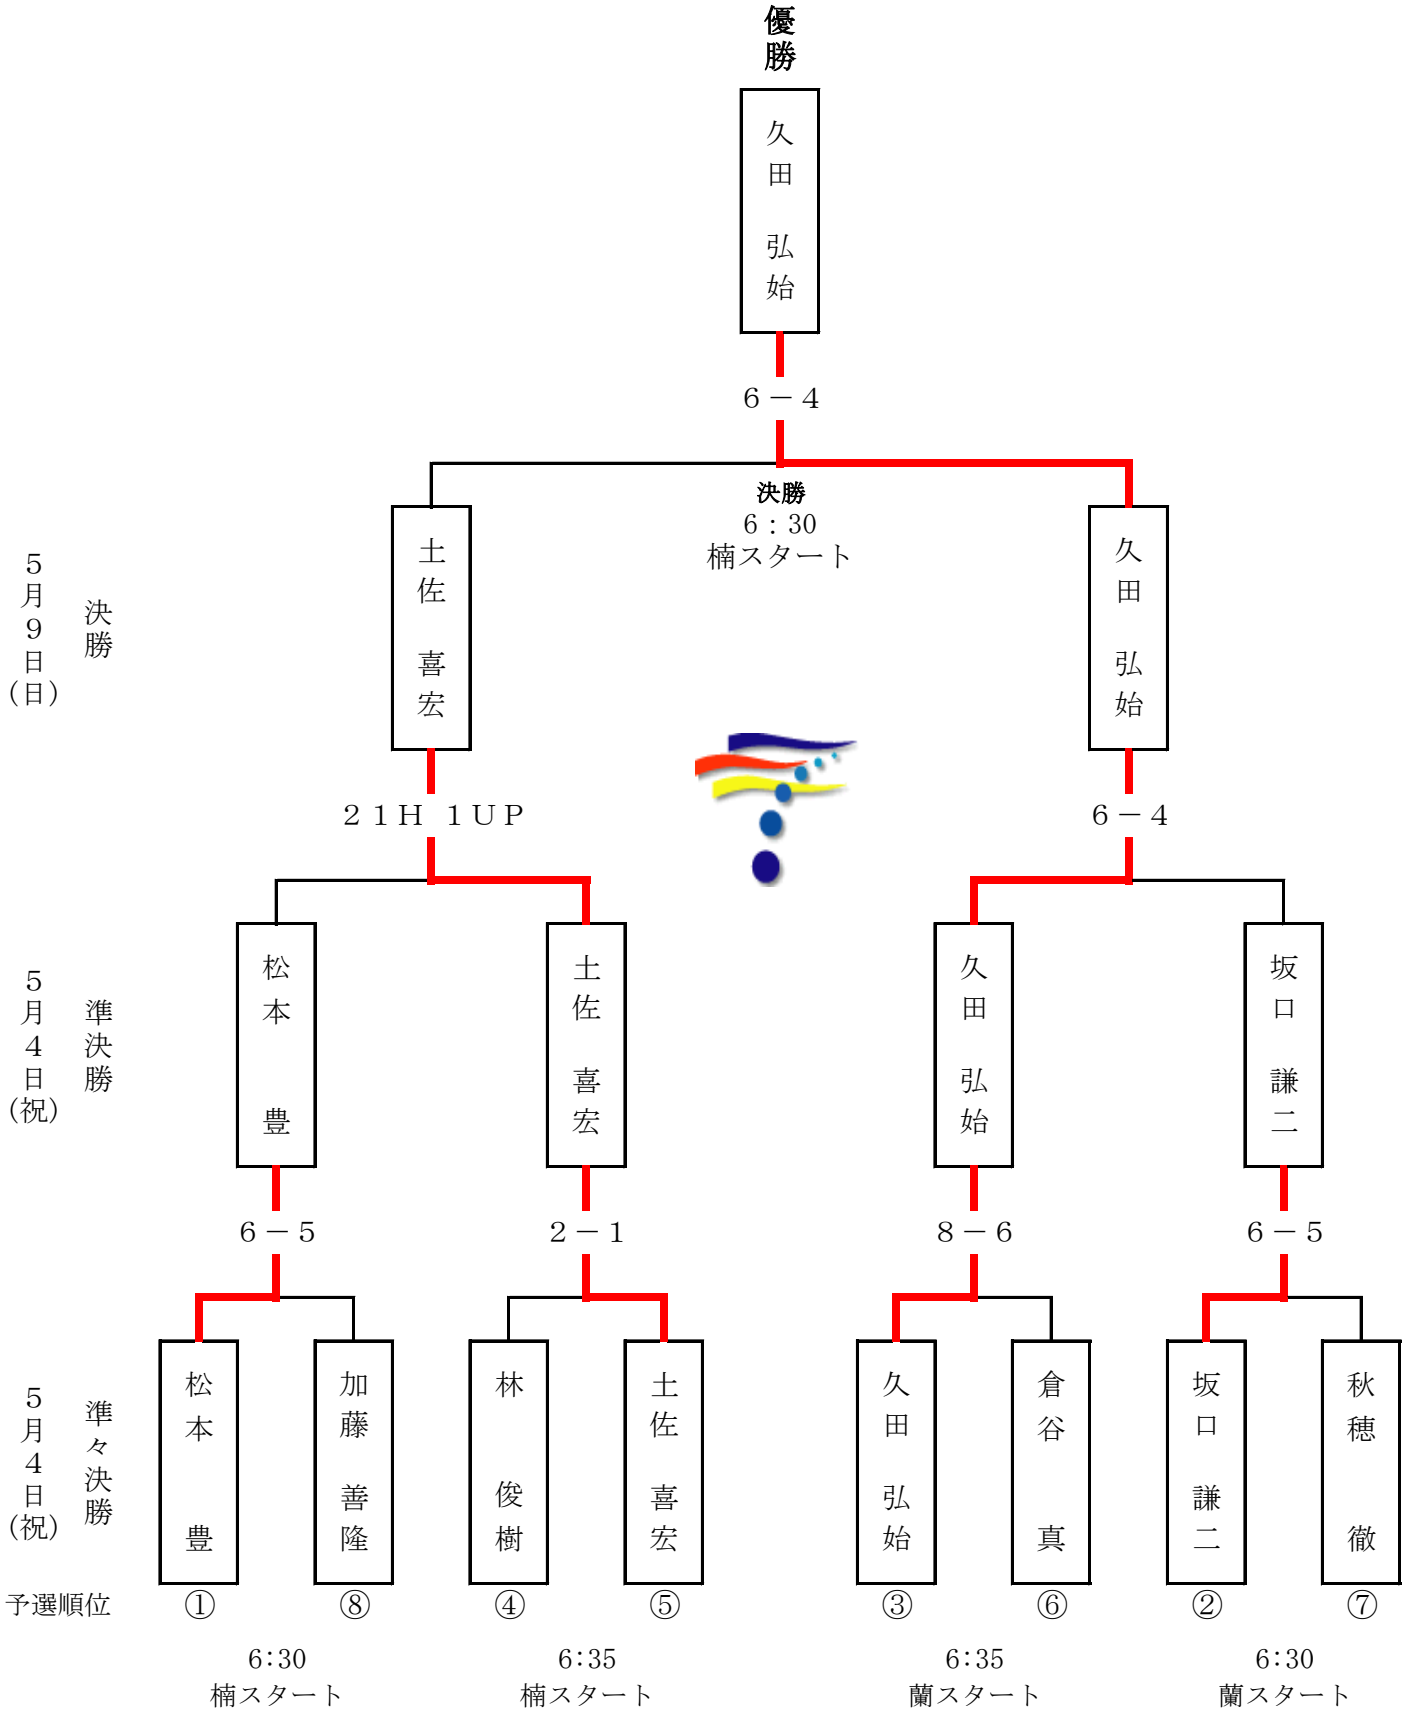 優勝
久田 弘始
6－4
決勝
6：30
楠スタート
5月9日(日)
決勝
土佐 喜宏
久田 弘始
21H 1UP
6－4
5月4日(祝)
準決勝
松本 豊
土佐 喜宏
久田 弘始
坂口 謙二
6－5
2－1
8－6
6－5
5月4日(祝)
準々決勝
松本 豊
加藤 善隆
林 俊樹
土佐 喜宏
久田 弘始
倉谷 真
坂口 謙二
秋穂 徹
予選順位 ① ⑧ ④ ⑤ ③ ⑥ ② ⑦
6:30 6:35 6:35 6:30
楠スタート 楠スタート 蘭スタート 蘭スタート